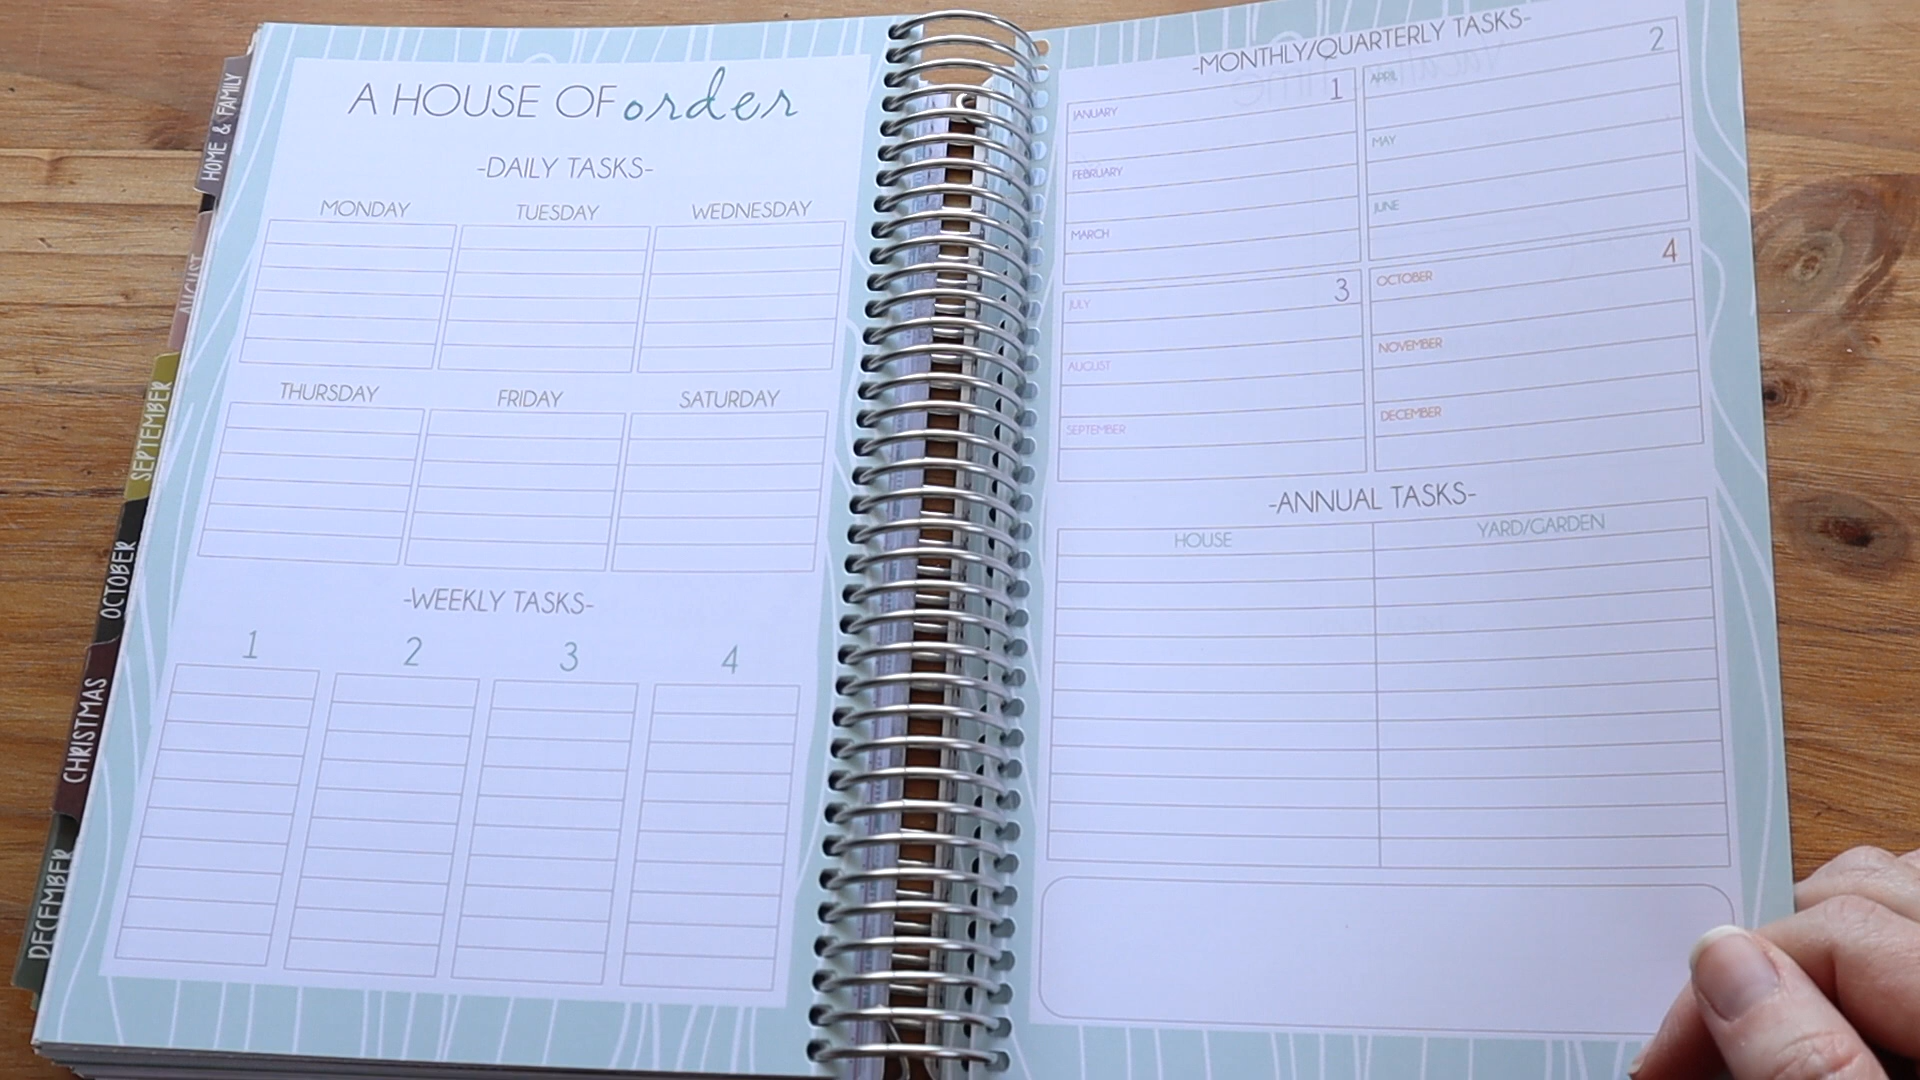 A HOUSE OF order
-DAILY TASKS-
MONDAY TUESDAY WEDNESDAY
THURSDAY FRIDAY SATURDAY
-WEEKLY TASKS-
1 2 3 4
-MONTHLY/QUARTERLY TASKS-
1
JANUARY
FEBRUARY
MARCH
2
APRIL
MAY
JUNE
3
JULY
AUGUST
SEPTEMBER
4
OCTOBER
NOVEMBER
DECEMBER
-ANNUAL TASKS-
HOUSE YARD/GARDEN
HOME & FAMILY
AUGUST
SEPTEMBER
OCTOBER
CHRISTMAS
DECEMBER